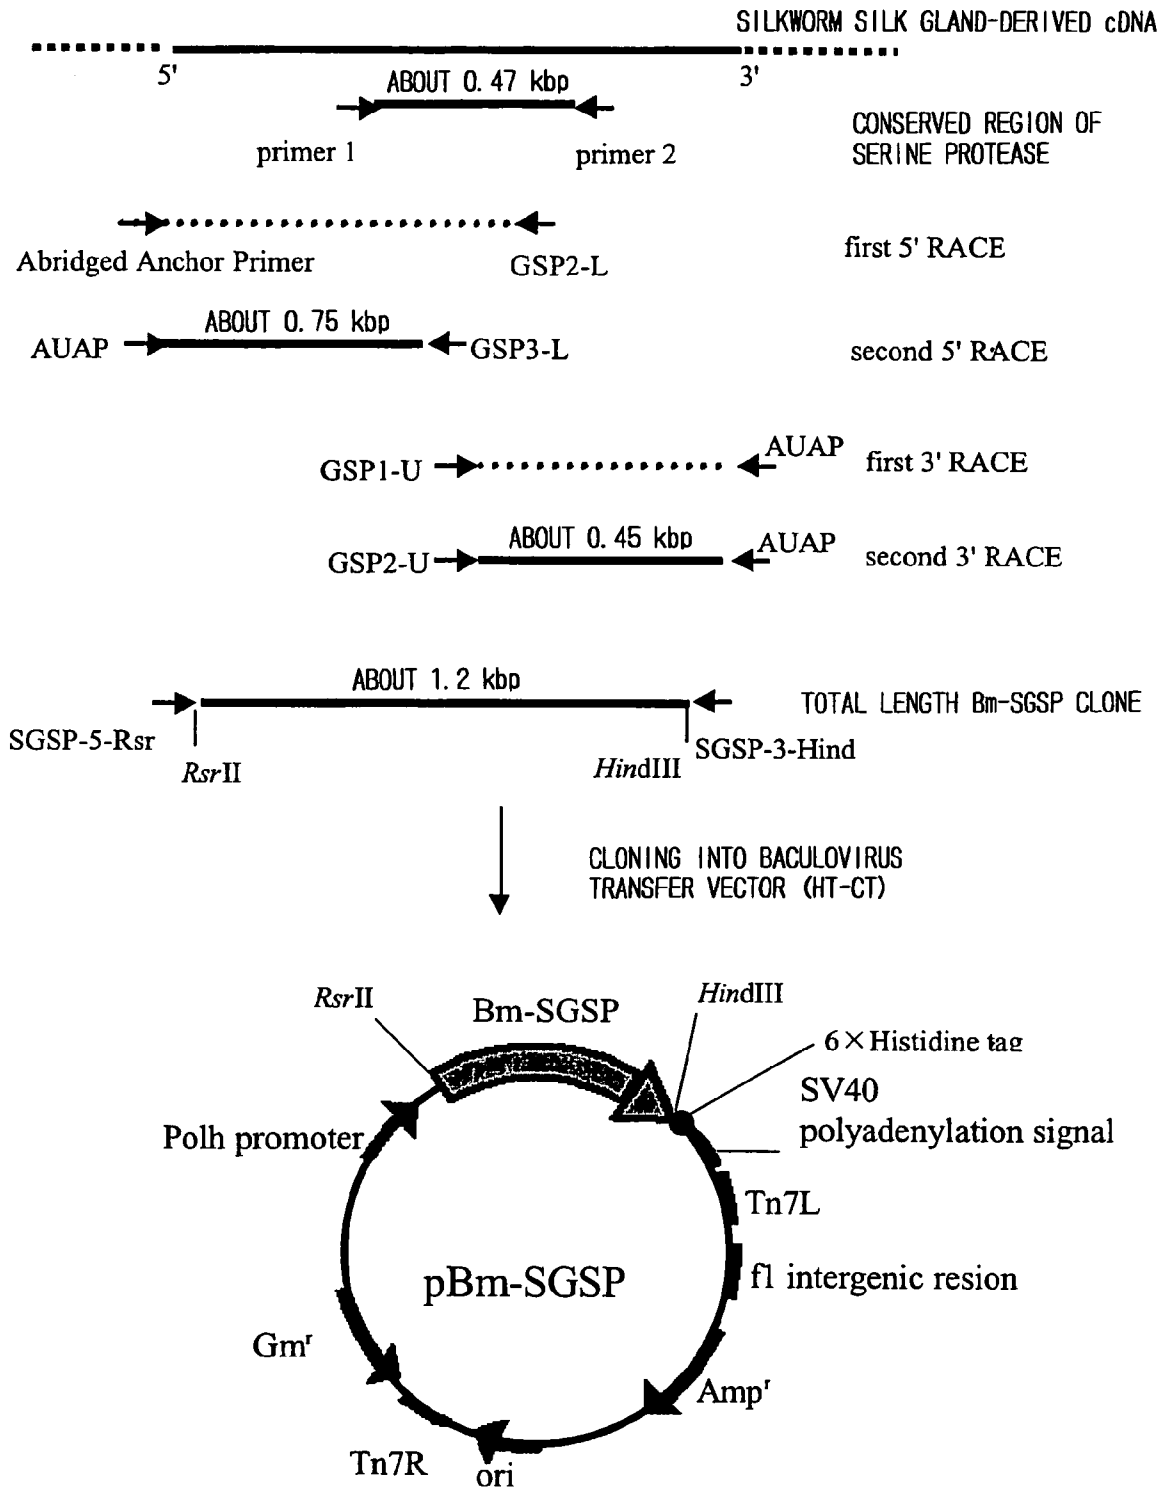 SILKWORM SILK GLAND-DERIVED cDNA
5'
3'
ABOUT 0.47 kbp
primer 1
primer 2
CONSERVED REGION OF
SERINE PROTEASE
Abridged Anchor Primer
GSP2-L
first 5' RACE
ABOUT 0.75 kbp
AUAP
GSP3-L
second 5' RACE
GSP1-U
AUAP
first 3' RACE
ABOUT 0.45 kbp
GSP2-U
AUAP
second 3' RACE
ABOUT 1.2 kbp
TOTAL LENGTH Bm-SGSP CLONE
SGSP-5-Rsr
SGSP-3-Hind
RsrII
HindIII
CLONING INTO BACULOVIRUS
TRANSFER VECTOR (HT-CT)
RsrII
Bm-SGSP
HindIII
6×Histidine tag
SV40
polyadenylation signal
Polh promoter
Tn7L
pBm-SGSP
f1 intergenic resion
Gmʳ
Ampʳ
Tn7R
ori